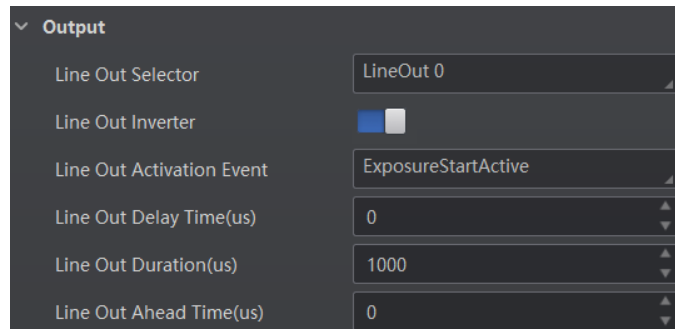 Output
Line Out Selector LineOut 0
Line Out Inverter
Line Out Activation Event ExposureStartActive
Line Out Delay Time(us) 0
Line Out Duration(us) 1000
Line Out Ahead Time(us) 0